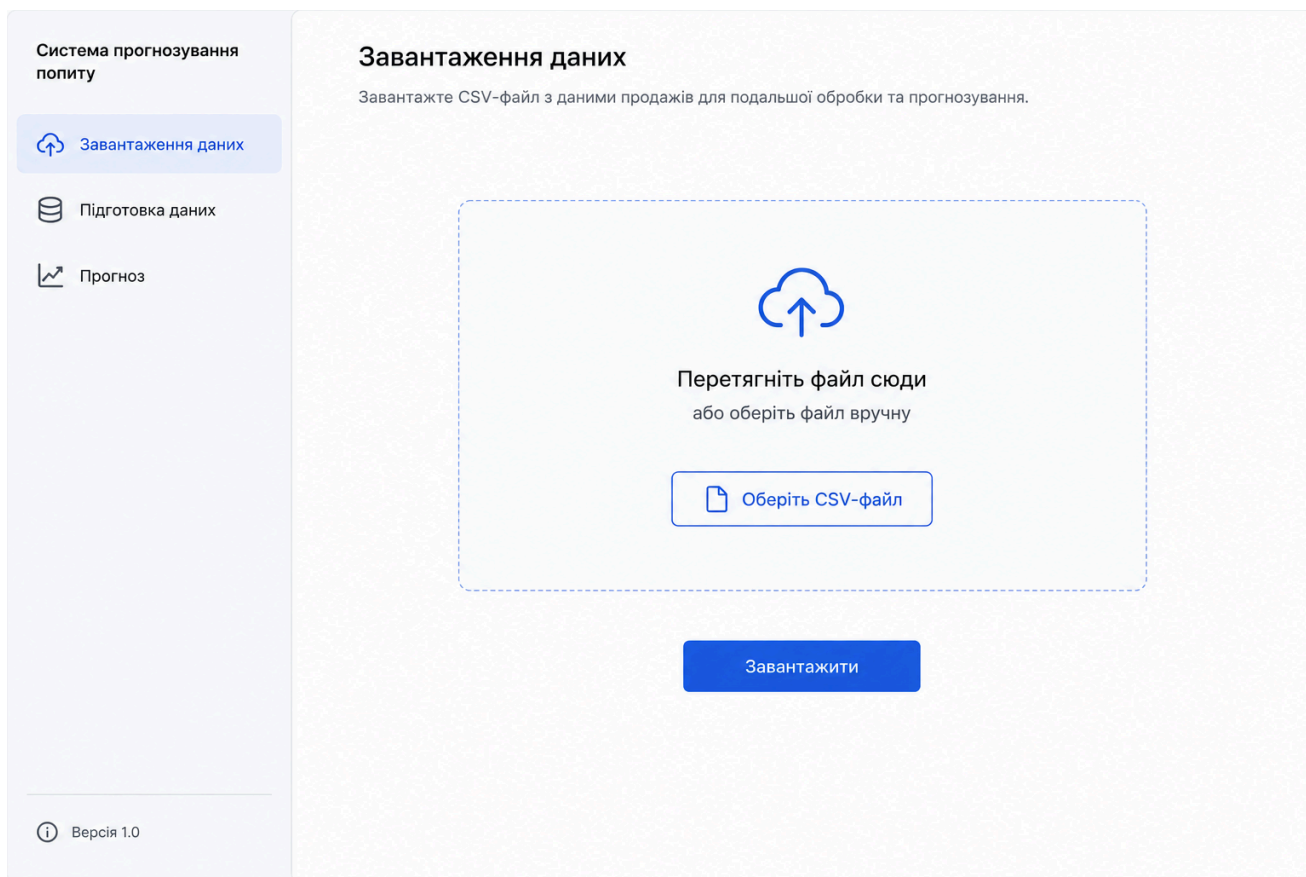 Система прогнозування
попиту
Завантаження даних
Підготовка даних
Прогноз
Версія 1.0
Завантаження даних
Завантажте CSV-файл з даними продажів для подальшої обробки та прогнозування.
Перетягніть файл сюди
або оберіть файл вручну
Оберіть CSV-файл
Завантажити